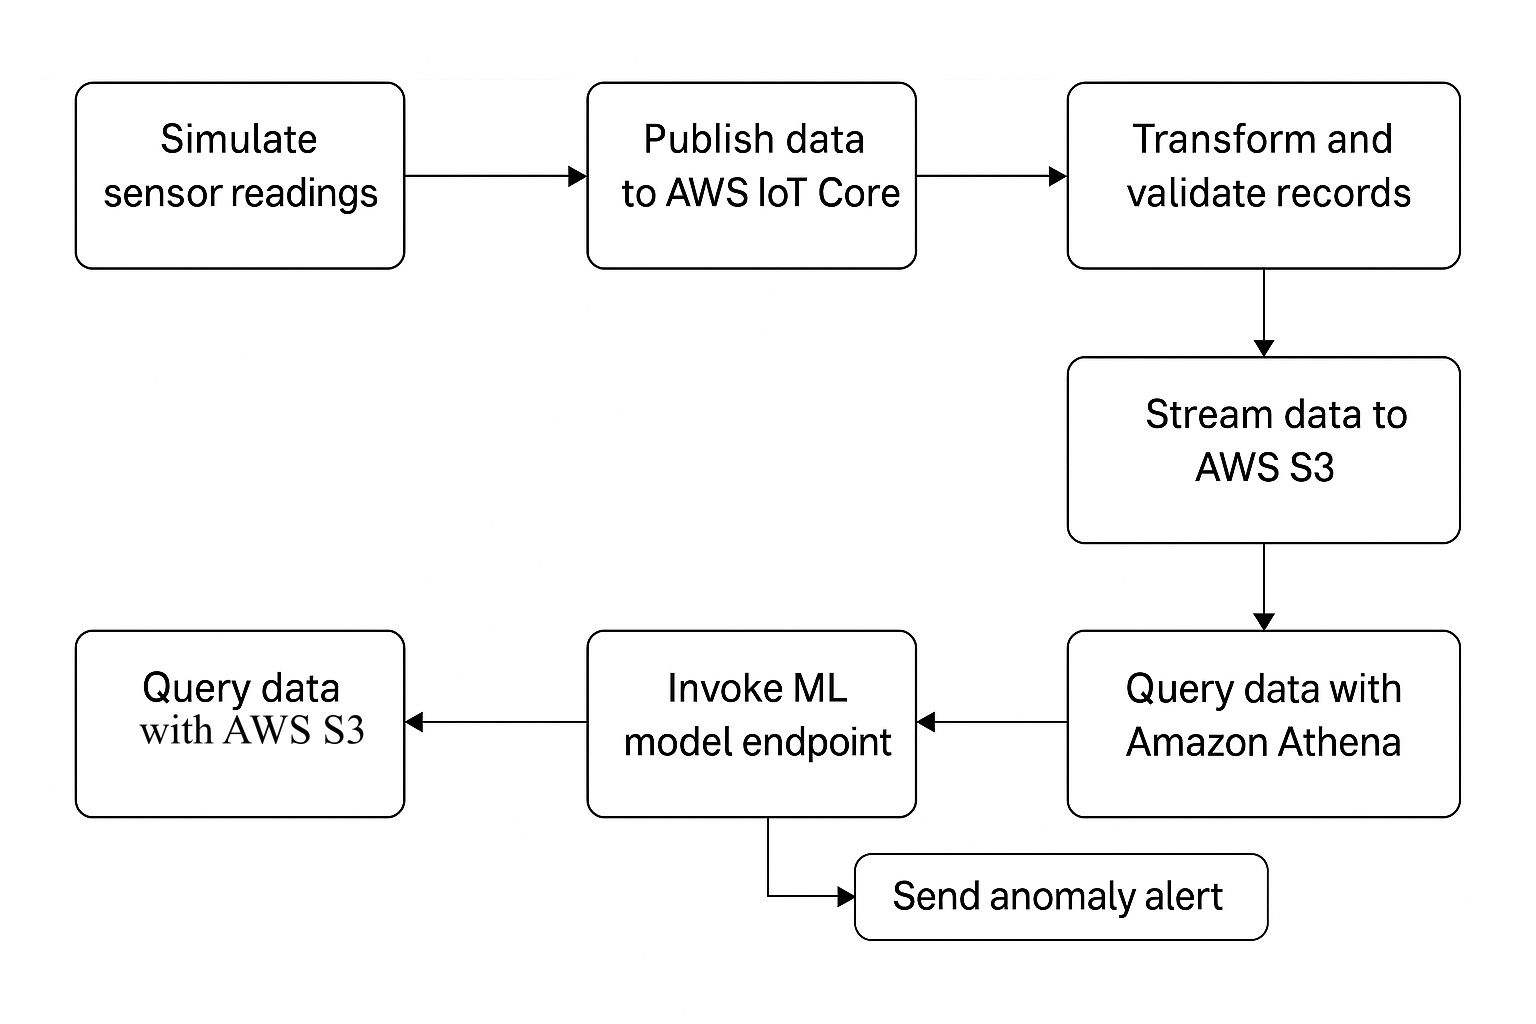 Simulate
sensor readings
Publish data
to AWS IoT Core
Transform and
validate records
Stream data to
AWS S3
Query data with
Amazon Athena
Invoke ML
model endpoint
Query data
with AWS S3
Send anomaly alert